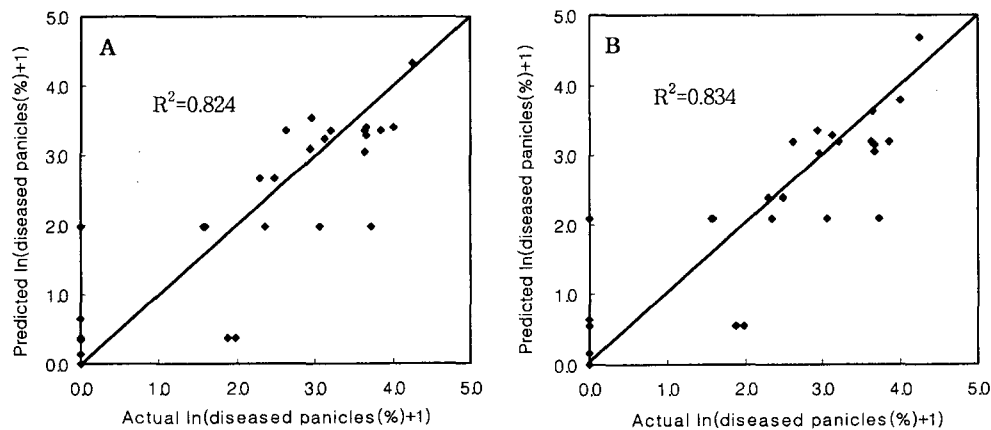 A
R²=0.824
5.0
4.0
3.0
2.0
1.0
0.0
0.0 1.0 2.0 3.0 4.0 5.0
Predicted ln(diseased panicles(%)+1)
Actual ln(diseased panicles(%)+1)
B
R²=0.834
5.0
4.0
3.0
2.0
1.0
0.0
0.0 1.0 2.0 3.0 4.0 5.0
Predicted ln(diseased panicles(%)+1)
Actual ln(diseased panicles(%)+1)